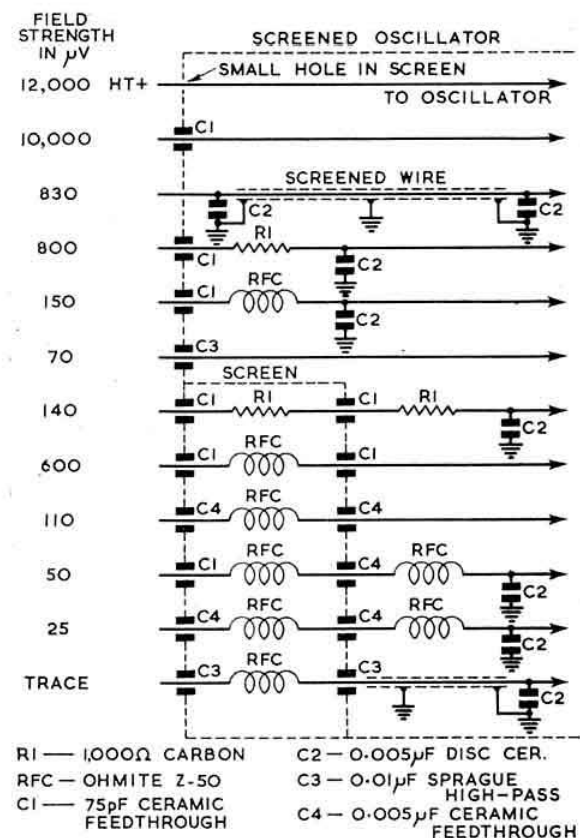 FIELD STRENGTH IN µV
SCREENED OSCILLATOR
SMALL HOLE IN SCREEN
12,000 HT+
TO OSCILLATOR
10,000 C1
SCREENED WIRE
830 C2 C2
800 C1 R1 C2
150 C1 RFC C2
70 C3
SCREEN
140 C1 R1 C1 R1 C2
600 C1 RFC C1
110 C4 RFC C4
50 C1 RFC C4 RFC C2
25 C4 RFC C4 RFC C2
TRACE C3 RFC C3 C2
R1 — 1,000Ω CARBON
RFC — OHMITE Z-50
C1 — 75pF CERAMIC
FEEDTHROUGH
C2 — 0·005µF DISC CER.
C3 — 0·01µF SPRAGUE
HIGH-PASS
C4 — 0·005µF CERAMIC
FEEDTHROUGH